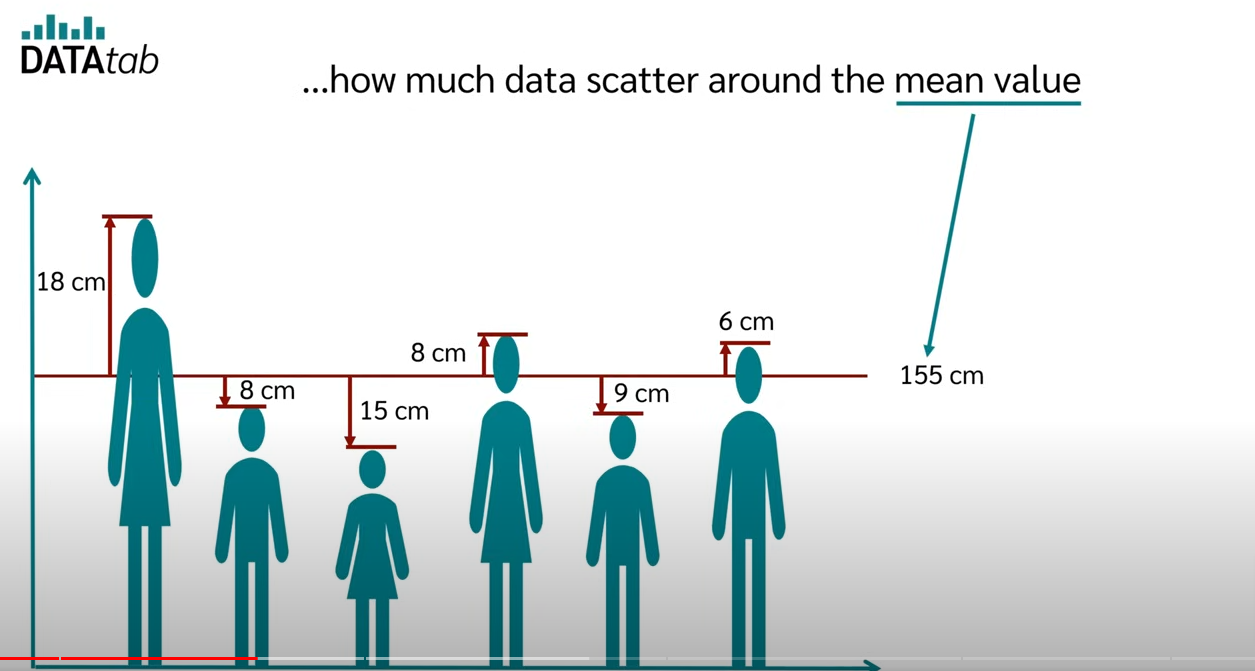 DATAtab
...how much data scatter around the mean value
18 cm
8 cm
15 cm
8 cm
9 cm
6 cm
155 cm